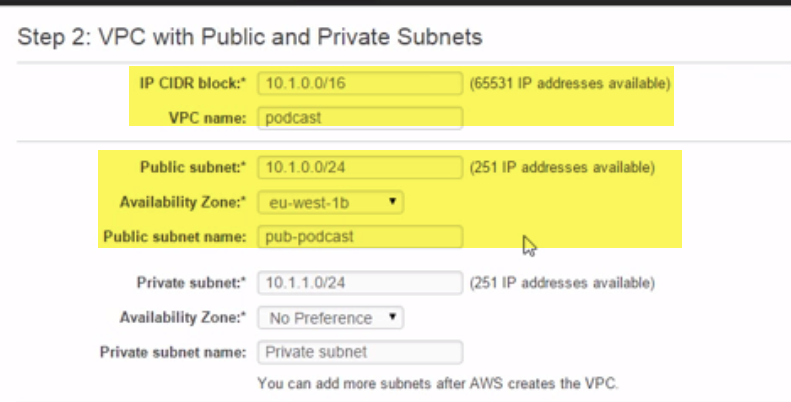 Step 2: VPC with Public and Private Subnets
IP CIDR block:* 10.1.0.0/16 (65531 IP addresses available)
VPC name: podcast
Public subnet:* 10.1.0.0/24 (251 IP addresses available)
Availability Zone:* eu-west-1b
Public subnet name: pub-podcast
Private subnet:* 10.1.1.0/24 (251 IP addresses available)
Availability Zone:* No Preference
Private subnet name: Private subnet
You can add more subnets after AWS creates the VPC.